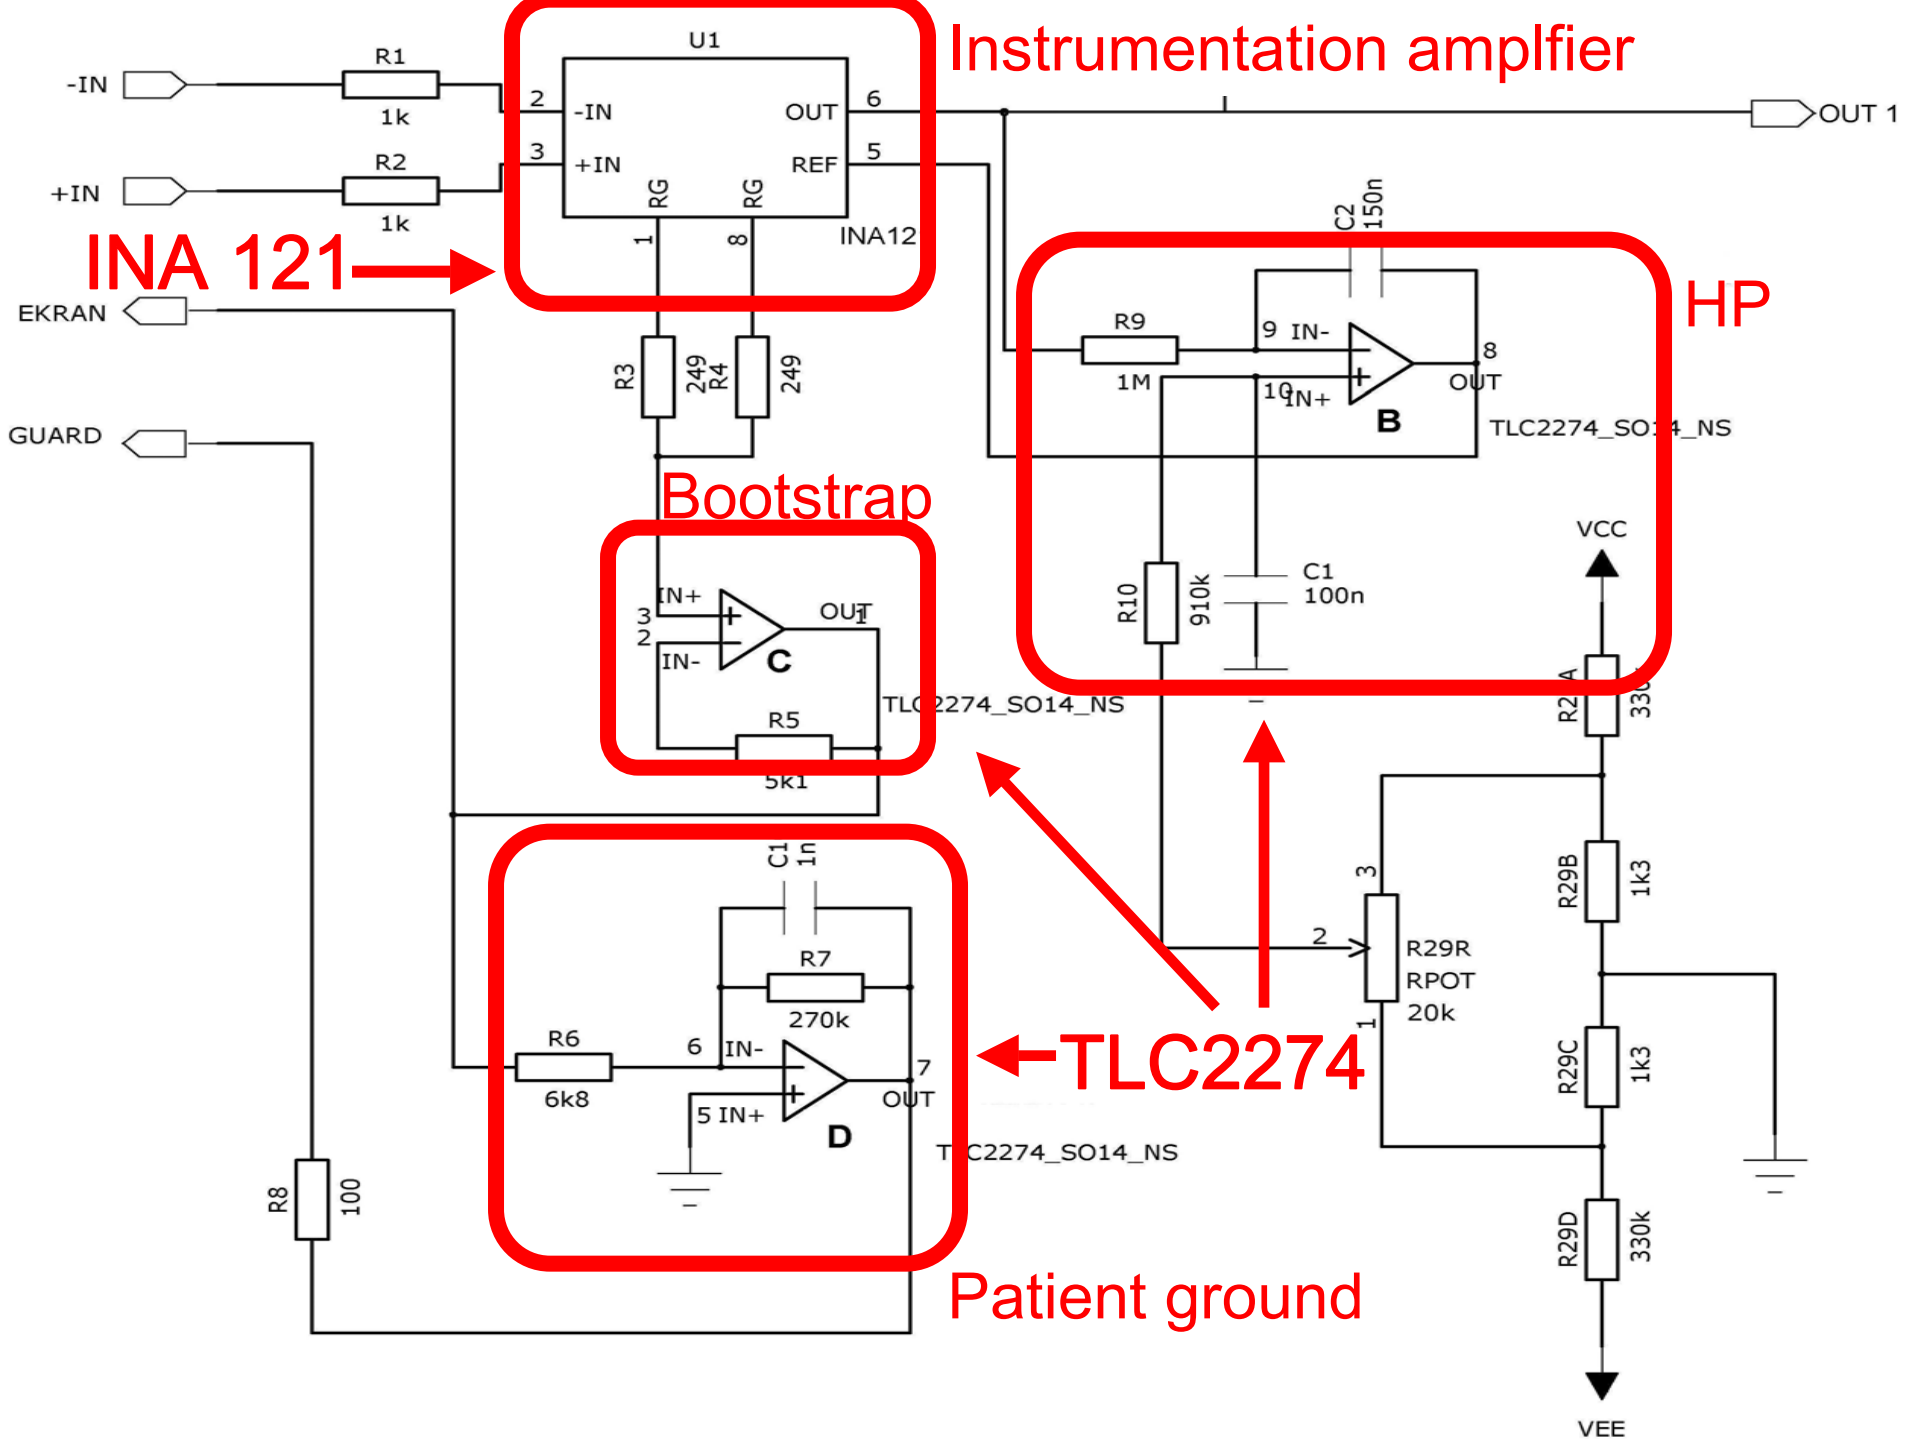 Instrumentation amplfier
U1
R1
-IN
1k
2
-IN
OUT
6
OUT 1
R2
+IN
1k
3
+IN
REF
5
RG
RG
1
8
INA12
INA 121
C2
150n
HP
EKRAN
R9
1M
9
IN-
10
IN+
8
OUT
B
TLC2274_SO14_NS
R3
249
R4
249
GUARD
Bootstrap
VCC
IN+
3
2
IN-
OUT
1
C
TLC2274_SO14_NS
R5
5k1
R10
910k
C1
100n
C1
1n
R7
270k
R6
6k8
6
IN-
5
IN+
7
OUT
D
TLC2274
3
2
1
R29R
RPOT
20k
R29B
1k3
R29C
1k3
R29D
330k
R8
100
Patient ground
VEE